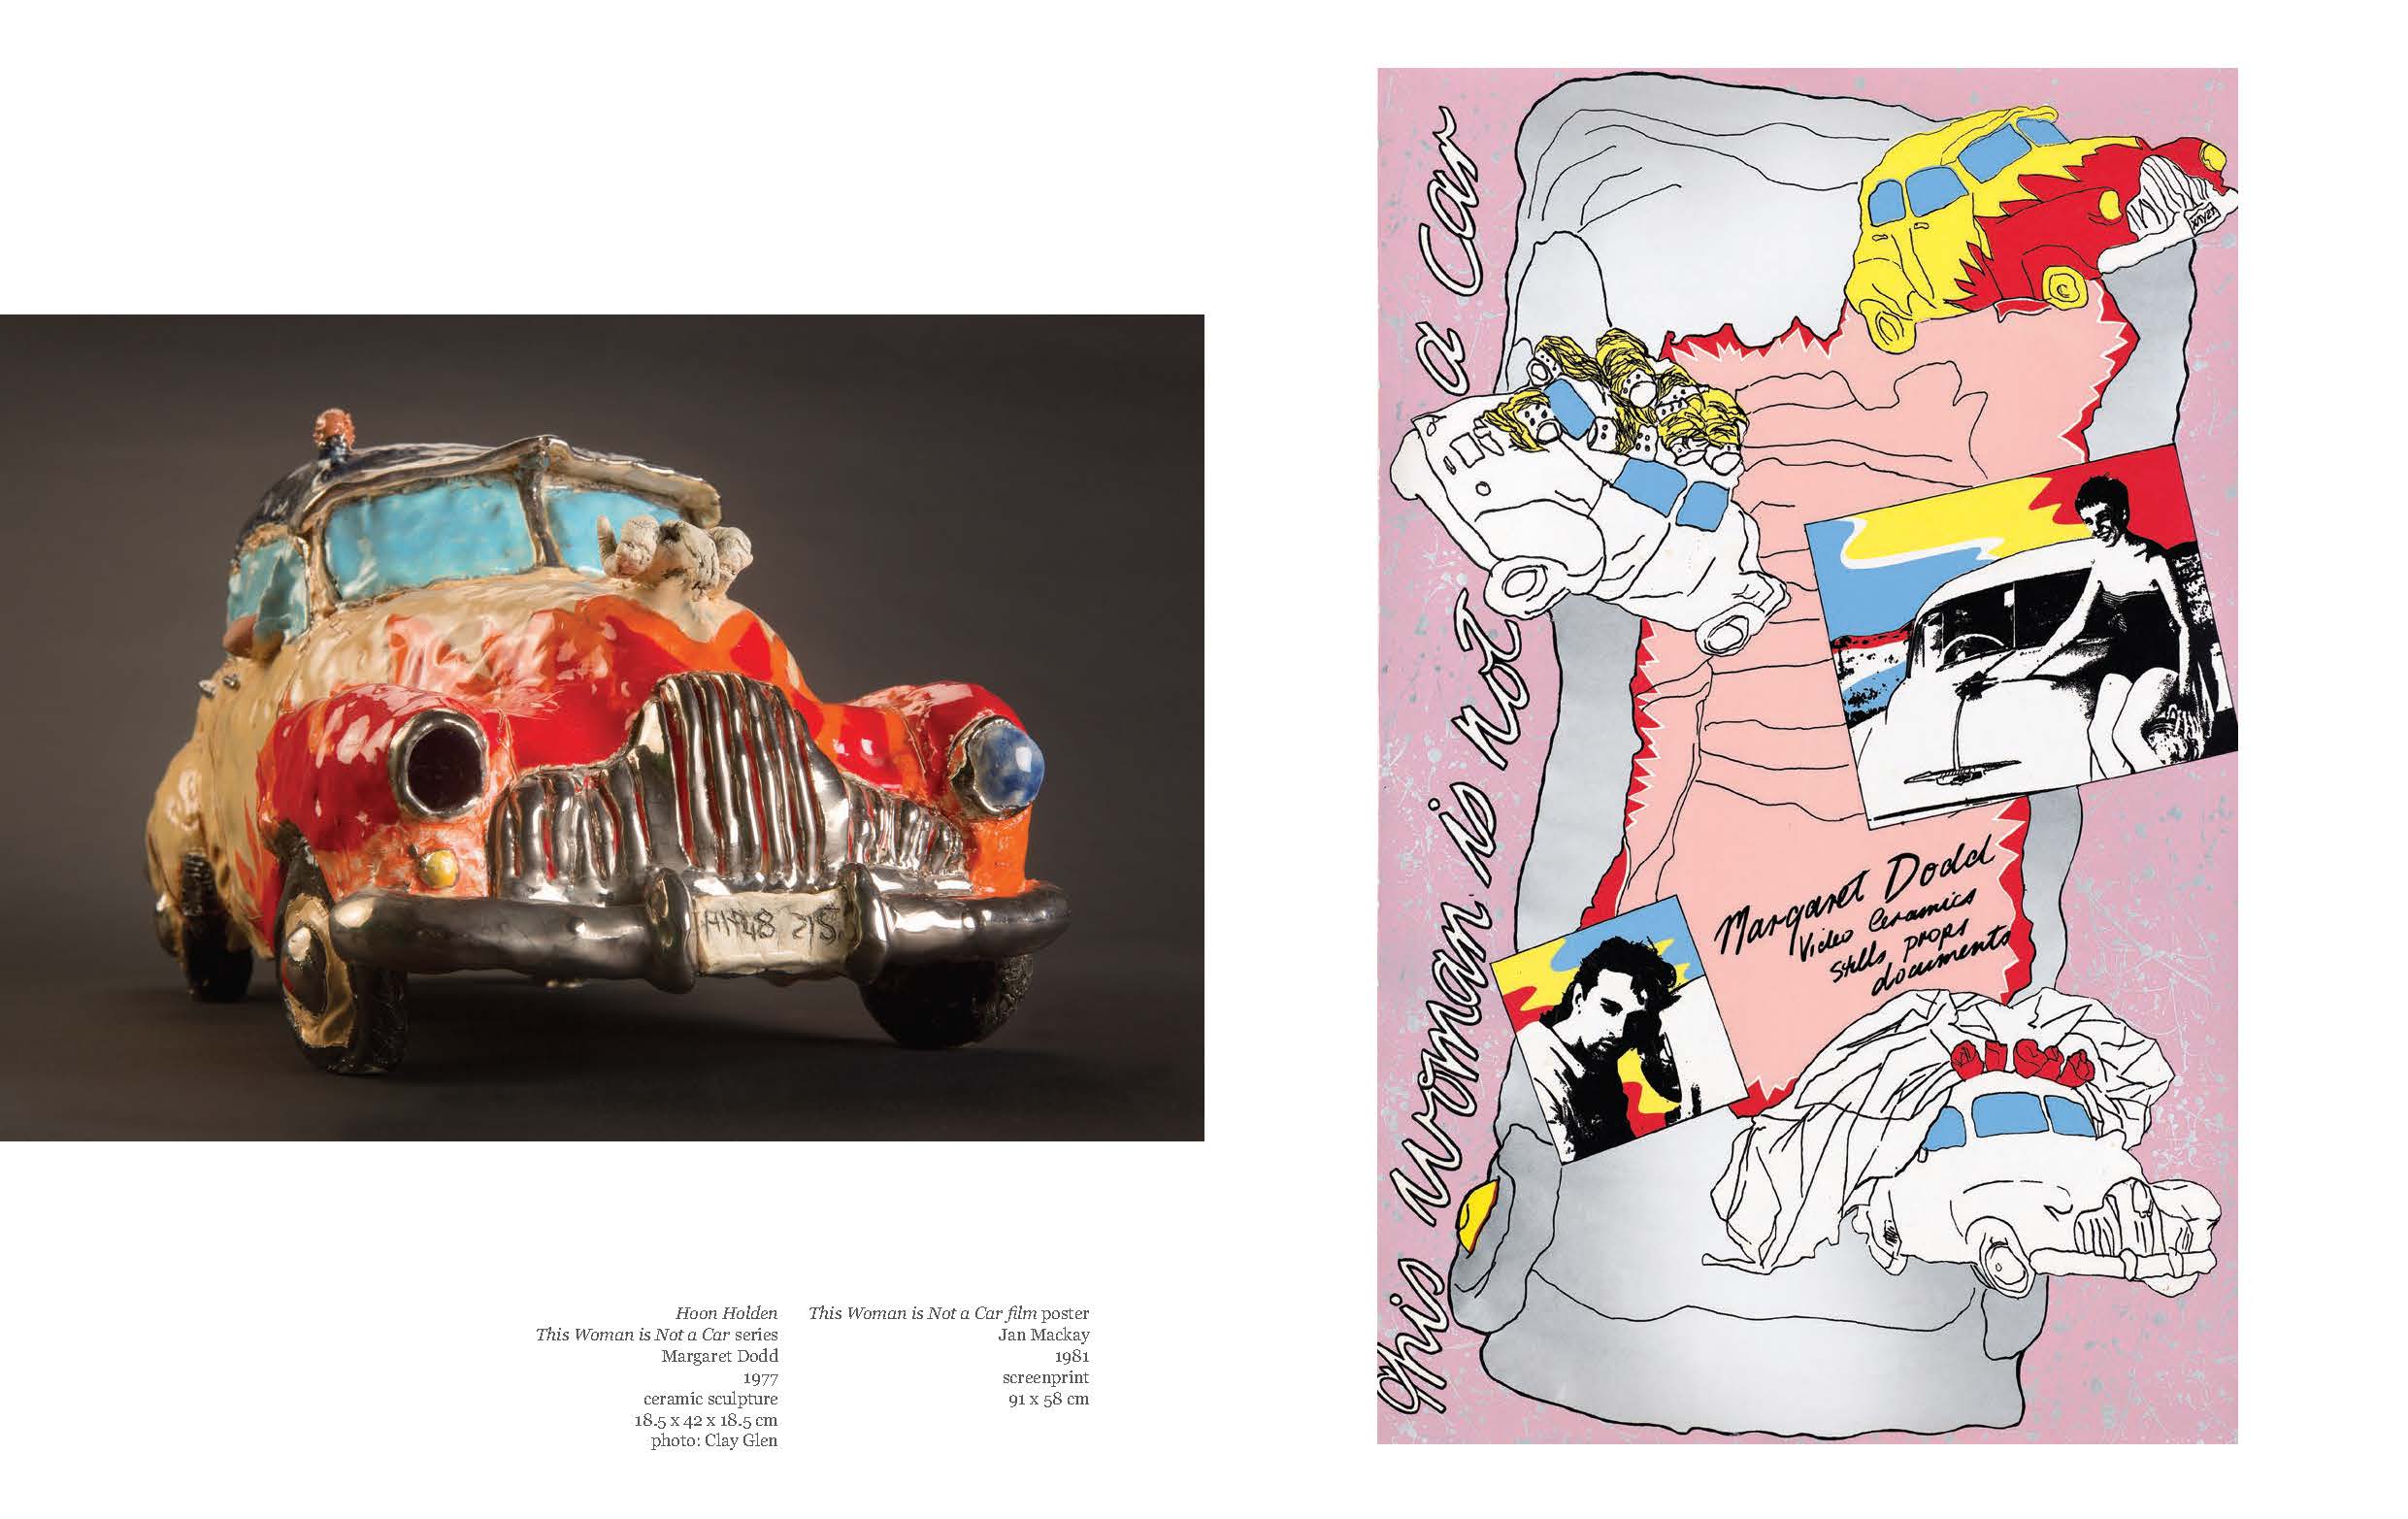 Hoon Holden
This Woman is Not a Car series
Margaret Dodd
1977
ceramic sculpture
18.5 x 42 x 18.5 cm
photo: Clay Glen
This Woman is Not a Car film poster
Jan Mackay
1981
screenprint
91 x 58 cm
This woman is not a Car
Margaret Dodd
Video Ceramics
Stills props
documents